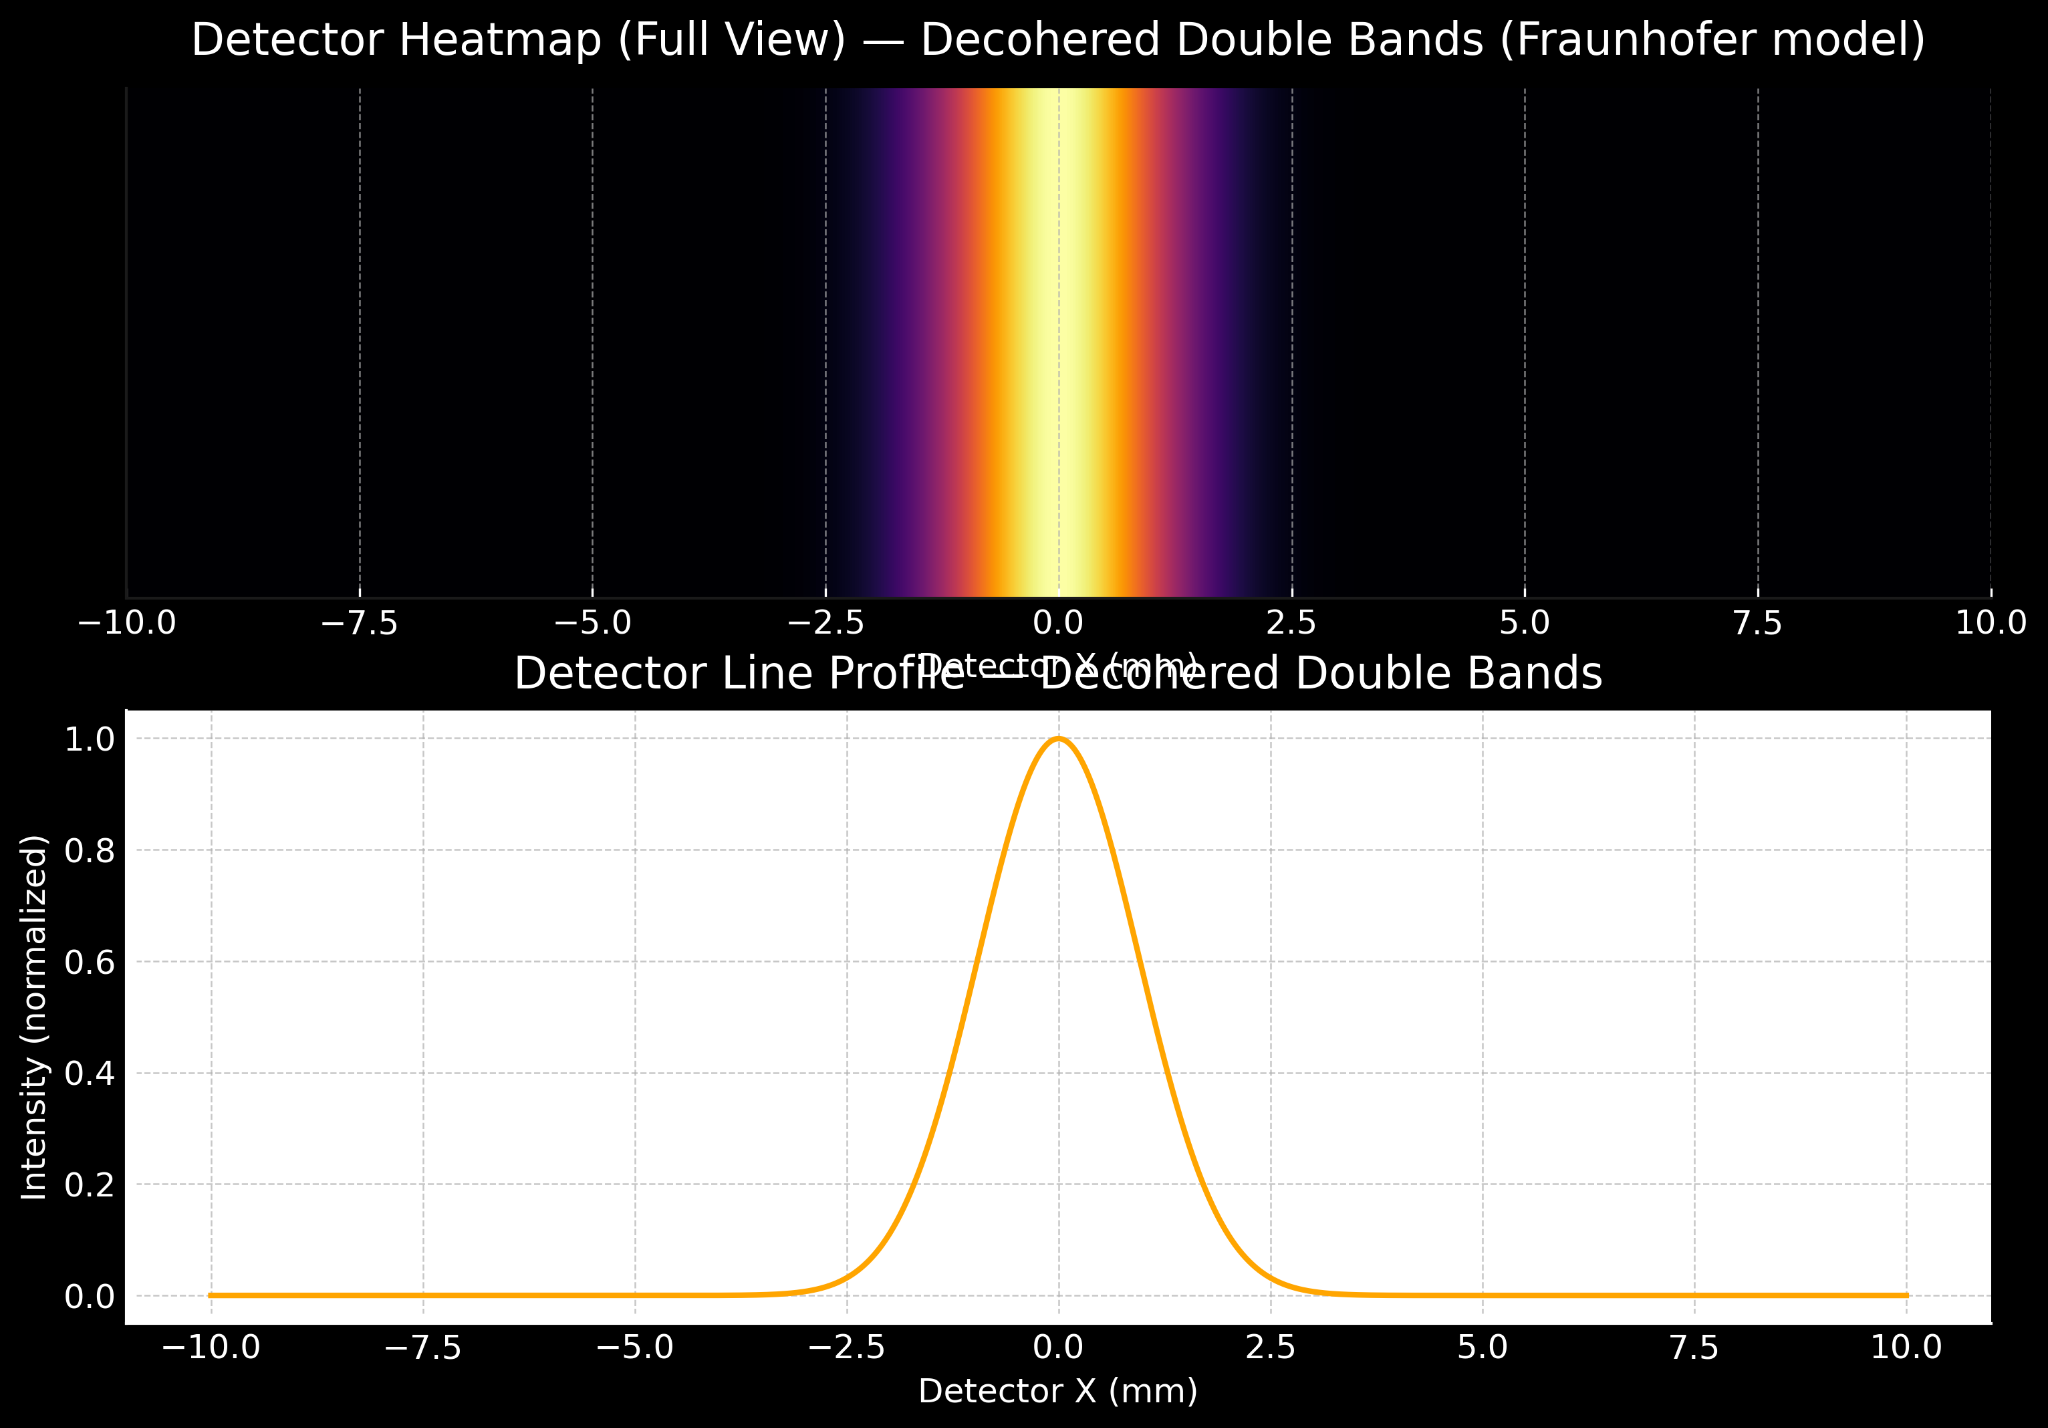 Detector Heatmap (Full View) — Decohered Double Bands (Fraunhofer model)
−10.0 −7.5 −5.0 −2.5 0.0 2.5 5.0 7.5 10.0
Detector X (mm)
Detector Line Profile — Decohered Double Bands
1.0
0.8
0.6
0.4
0.2
0.0
Intensity (normalized)
−10.0 −7.5 −5.0 −2.5 0.0 2.5 5.0 7.5 10.0
Detector X (mm)